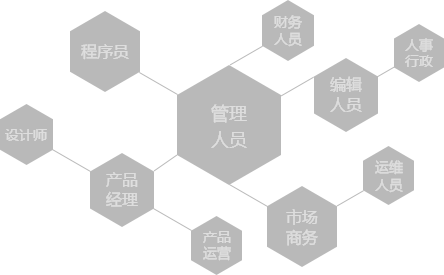 财务
人员
程序员
人事
行政
编辑
人员
管理
人员
设计师
运维
人员
产品
经理
市场
商务
产品
运营